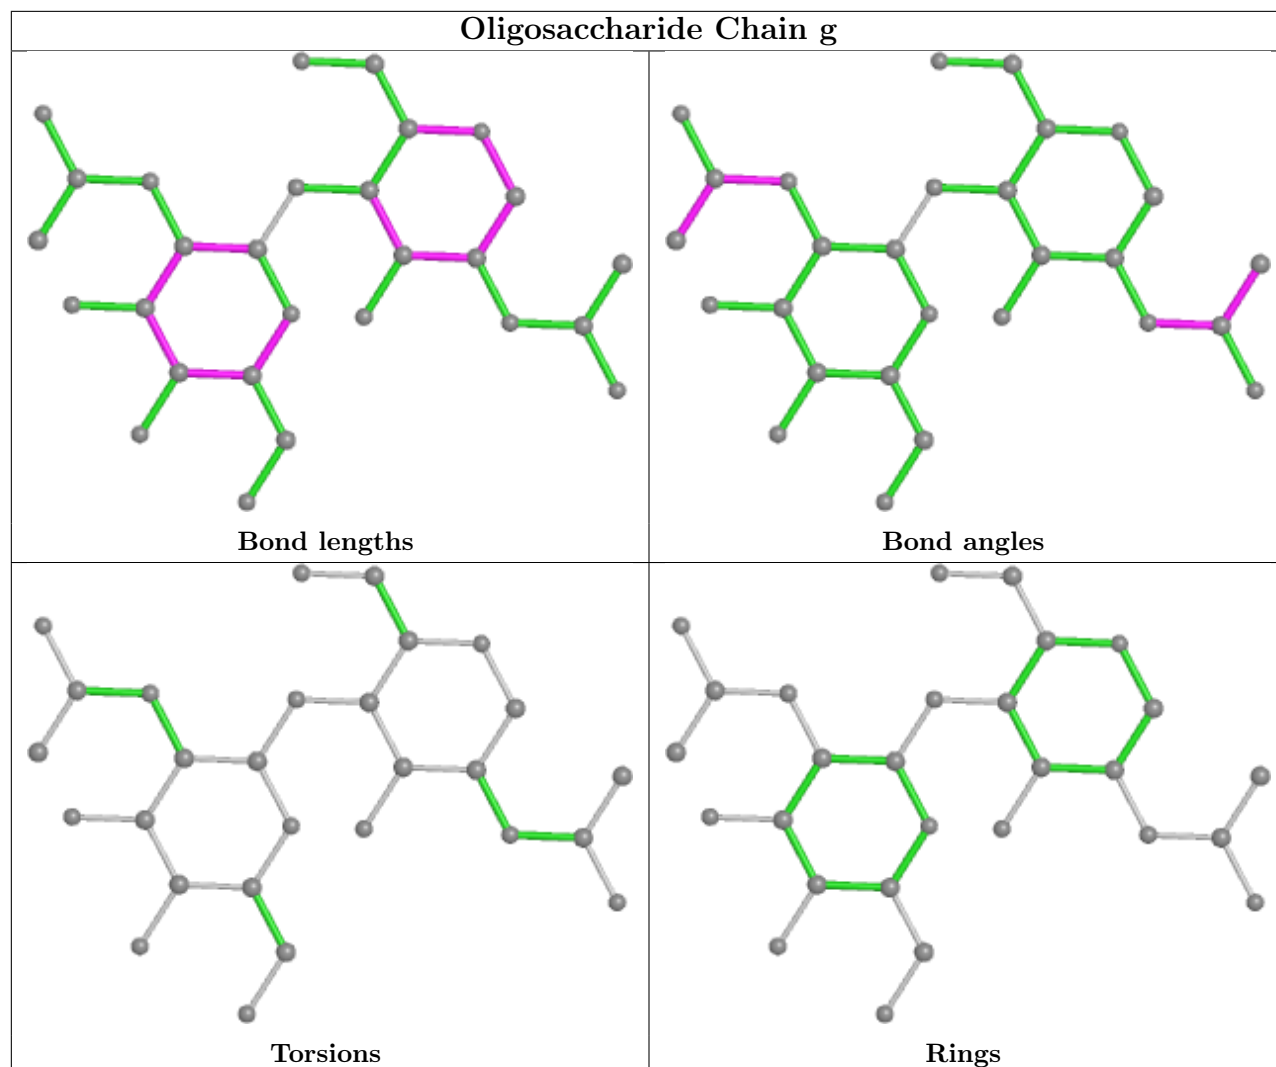 Oligosaccharide Chain g
Bond lengths
Bond angles
Torsions
Rings